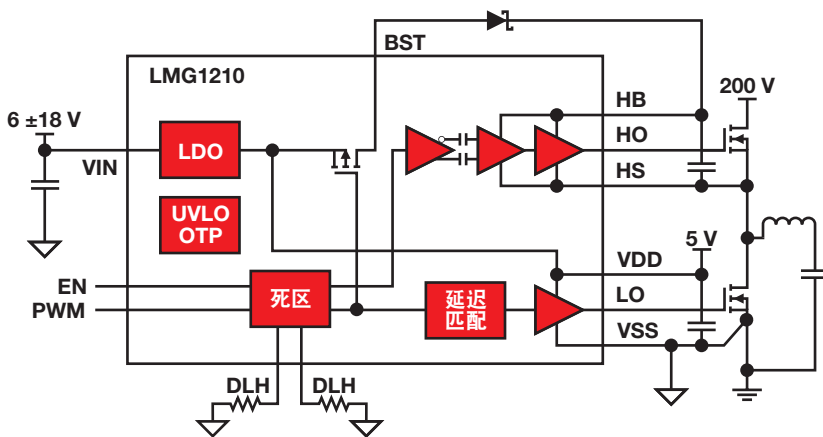 BST
LMG1210
200 V
6 ±18 V
HB
LDO
HO
VIN
HS
UVLO
OTP
5 V
VDD
EN
死区
延迟
匹配
LO
PWM
VSS
DLH
DLH